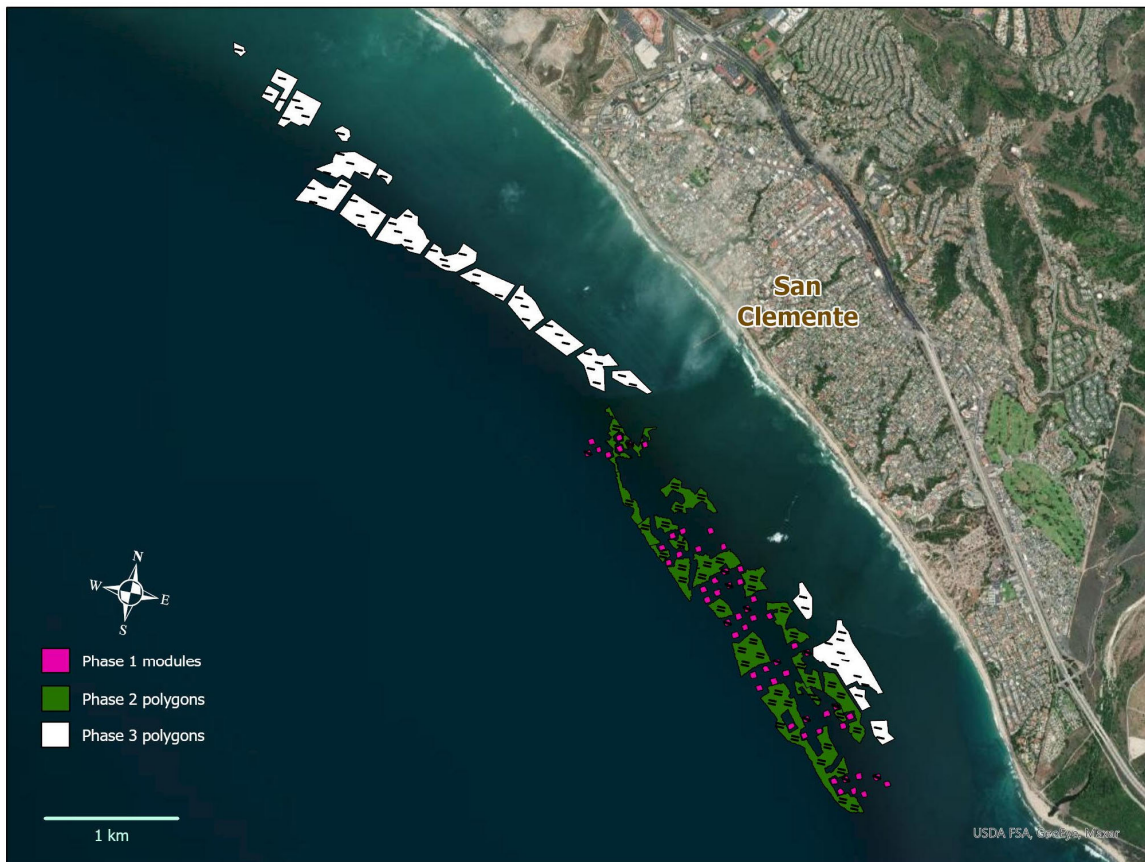 San
Clemente
N
W
E
S
Phase 1 modules
Phase 2 polygons
Phase 3 polygons
1 km
USDA FSA, GeoEye, Maxar